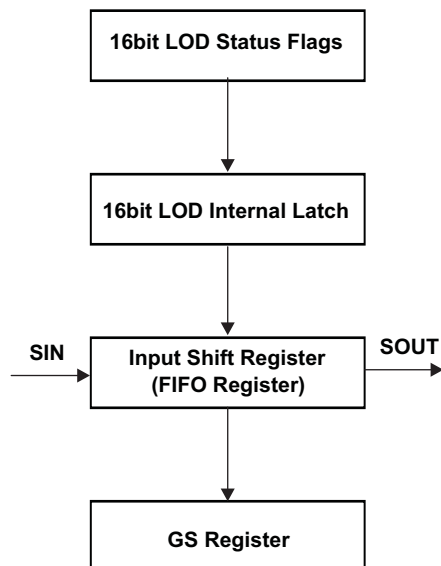 16bit LOD Status Flags
16bit LOD Internal Latch
SIN
SOUT
Input Shift Register
(FIFO Register)
GS Register